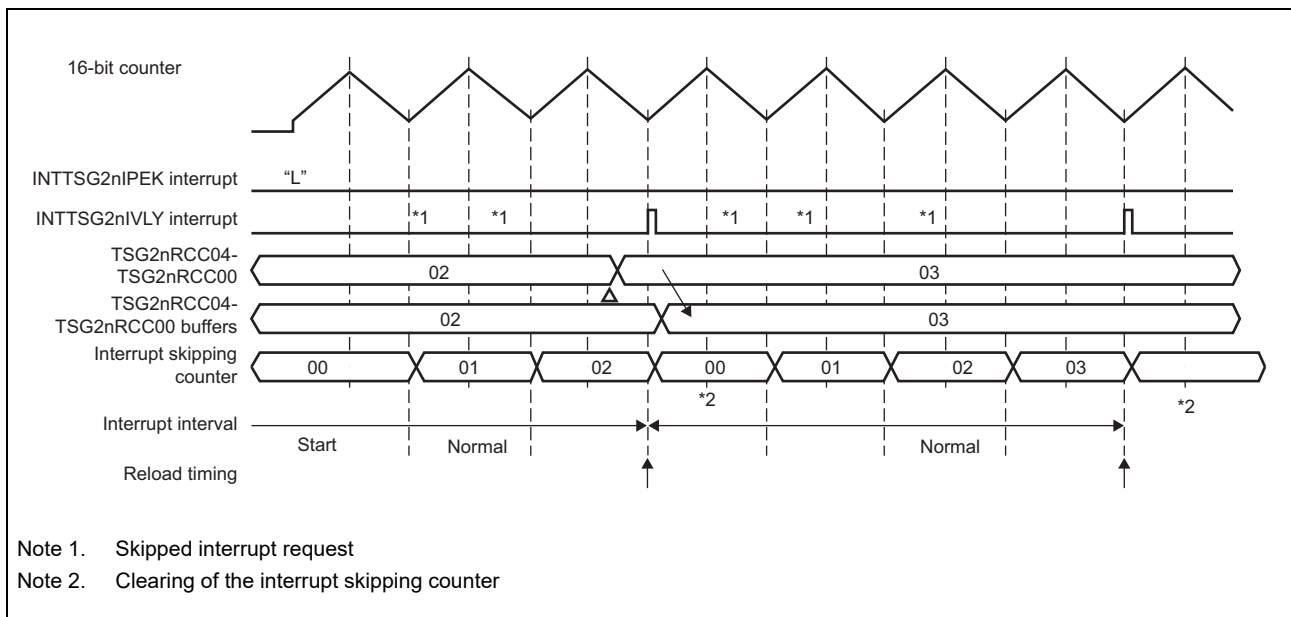 16-bit counter
INTTSG2nIPEK interrupt “L”
INTTSG2nIVLY interrupt *1 *1 *1 *1 *1
TSG2nRCC04-
TSG2nRCC00 02 03
TSG2nRCC04-
TSG2nRCC00 buffers 02 03
Interrupt skipping
counter 00 01 02 00 01 02 03
*2 *2
Interrupt interval
Start Normal Normal
Reload timing
Note 1. Skipped interrupt request
Note 2. Clearing of the interrupt skipping counter